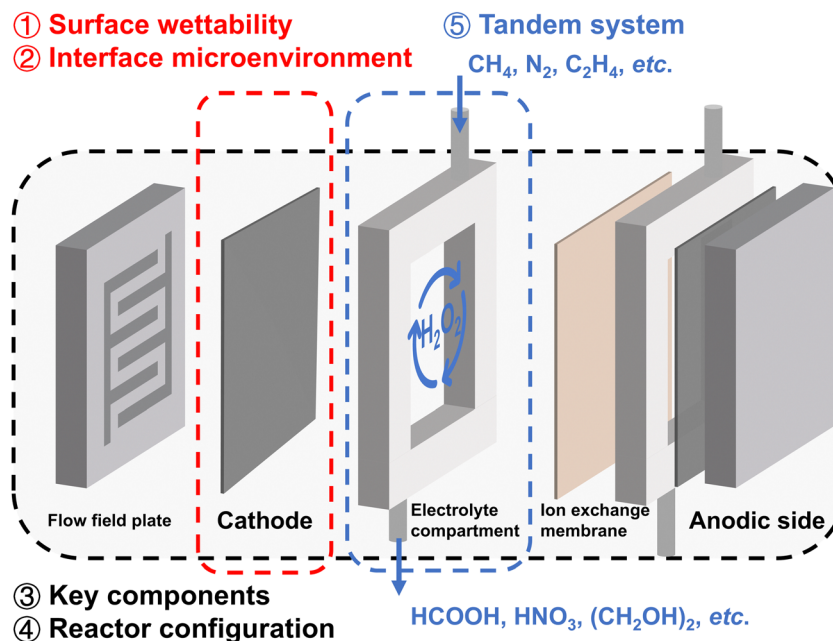 ① Surface wettability
② Interface microenvironment
⑤ Tandem system
CH₄, N₂, C₂H₄, etc.
H₂O₂
Flow field plate
Cathode
Electrolyte
compartment
Ion exchange
membrane
Anodic side
③ Key components
④ Reactor configuration
HCOOH, HNO₃, (CH₂OH)₂, etc.